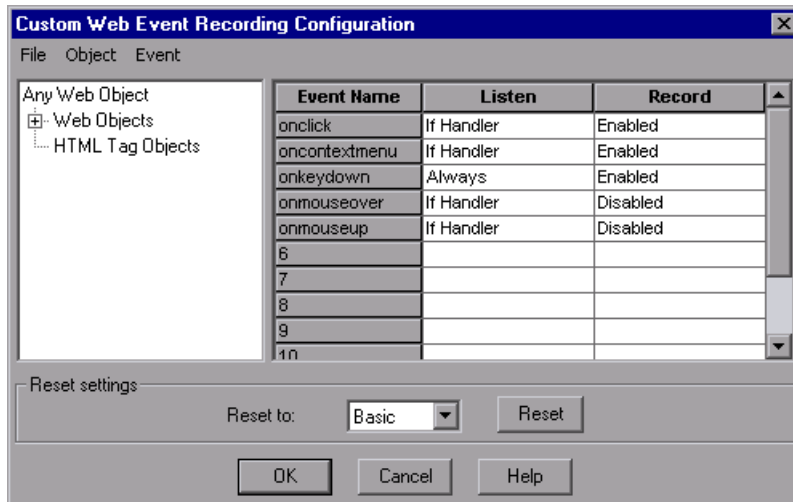 Custom Web Event Recording Configuration
File Object Event
Any Web Object
Web Objects
HTML Tag Objects
Event Name Listen Record
onclick If Handler Enabled
oncontextmenu If Handler Enabled
onkeydown Always Enabled
onmouseover If Handler Disabled
onmouseup If Handler Disabled
6
7
8
9
10
Reset settings
Reset to: Basic Reset
OK Cancel Help